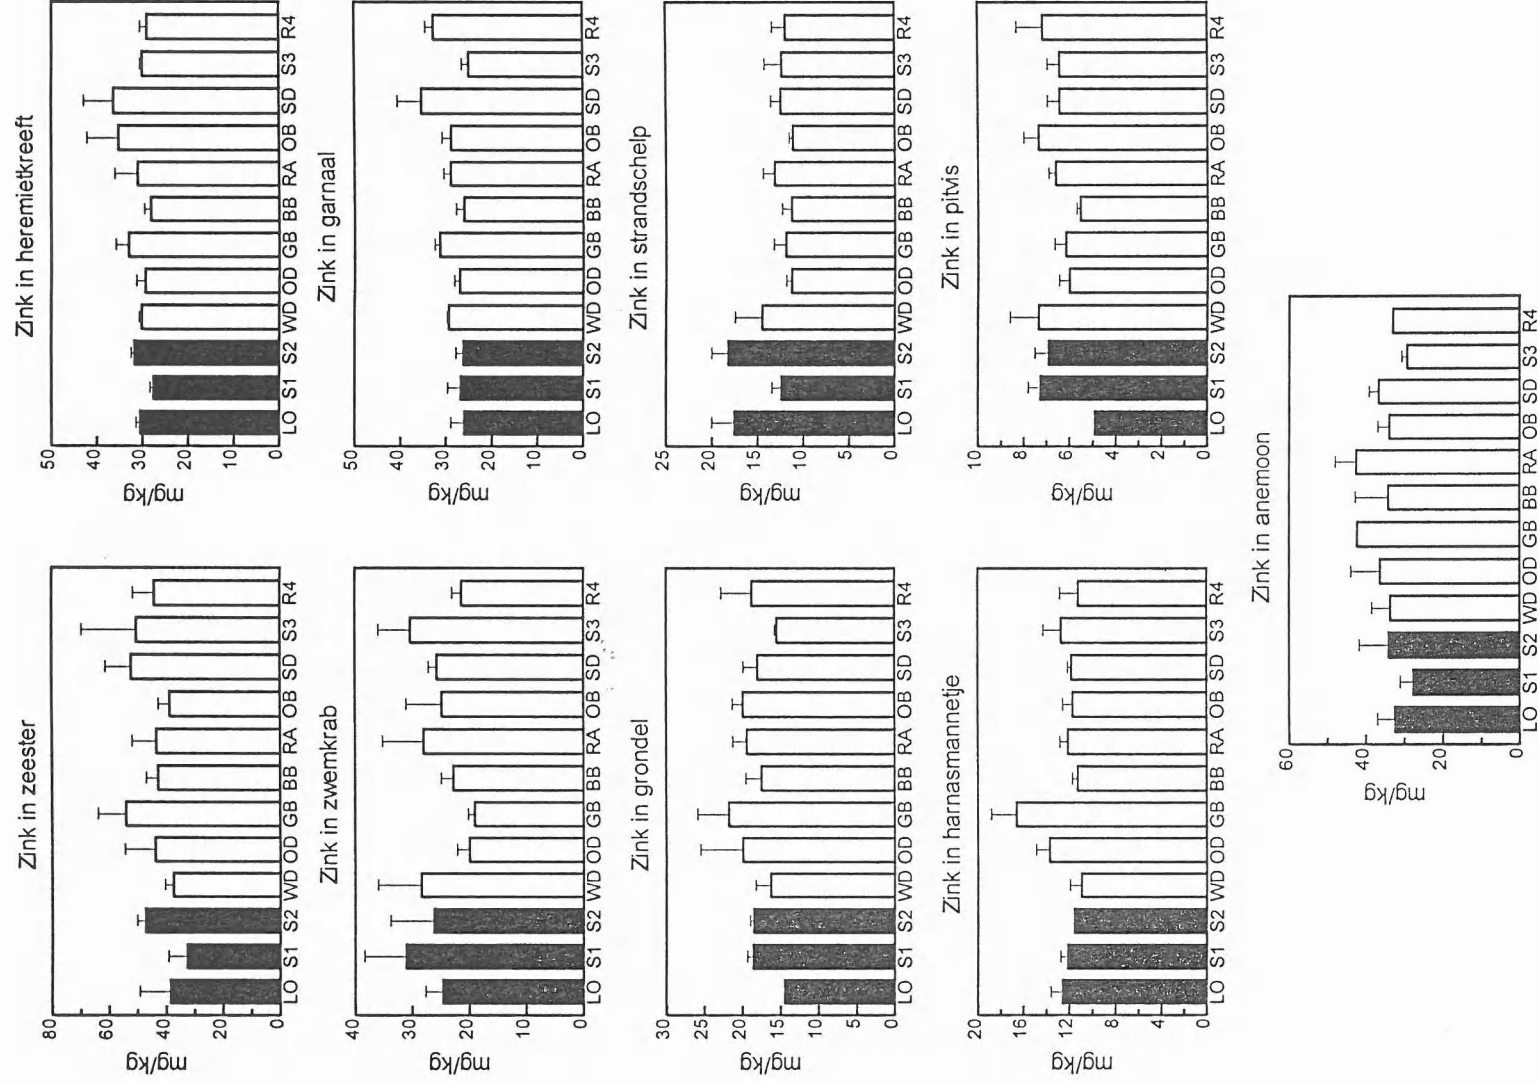 Zink in zeester
80
60
40
20
0
mg/kg
LO S1 S2 WD OD GB BB RA OB SD S3 R4
Zink in heremietkreeft
50
40
30
20
10
0
mg/kg
LO S1 S2 WD OD GB BB RA OB SD S3 R4
Zink in zwemkrab
40
30
20
10
0
mg/kg
LO S1 S2 WD OD GB BB RA OB SD S3 R4
Zink in garnaal
50
40
30
20
10
0
mg/kg
LO S1 S2 WD OD GB BB RA OB SD S3 R4
Zink in grondel
30
25
20
15
10
5
0
mg/kg
LO S1 S2 WD OD GB BB RA OB SD S3 R4
Zink in strandschelp
25
20
15
10
5
0
mg/kg
LO S1 S2 WD OD GB BB RA OB SD S3 R4
Zink in harnasmannetje
20
16
12
8
4
0
mg/kg
LO S1 S2 WD OD GB BB RA OB SD S3 R4
Zink in pitvis
10
8
6
4
2
0
mg/kg
LO S1 S2 WD OD GB BB RA OB SD S3 R4
Zink in anemoon
60
40
20
0
mg/kg
LO S1 S2 WD OD GB BB RA OB SD S3 R4